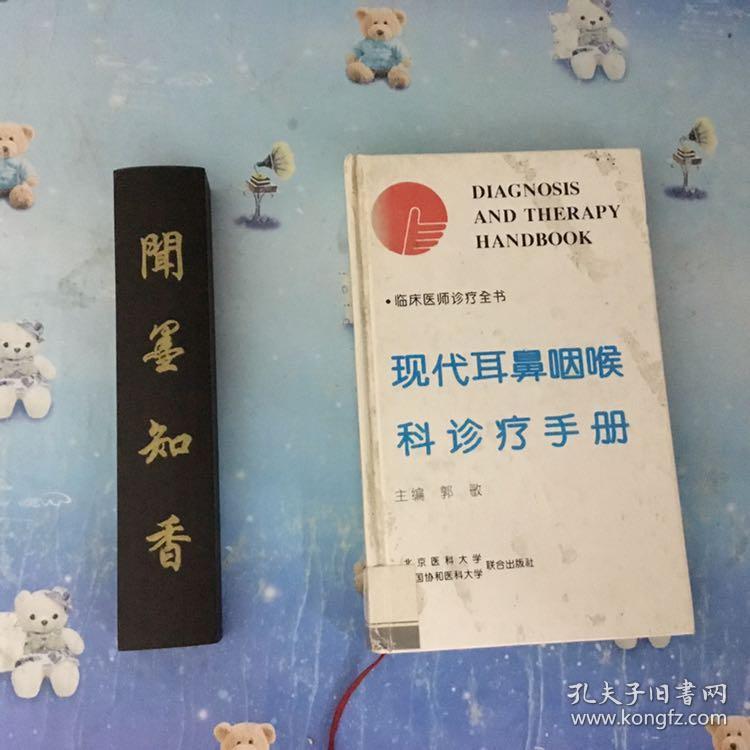 聞墨知香
DIAGNOSIS
AND THERAPY
HANDBOOK
·临床医师诊疗全书
现代耳鼻咽喉
科诊疗手册
主编 郭 敏
北京医科大学
国协和医科大学
联合出版社
孔夫子旧书网
www.kongfz.com